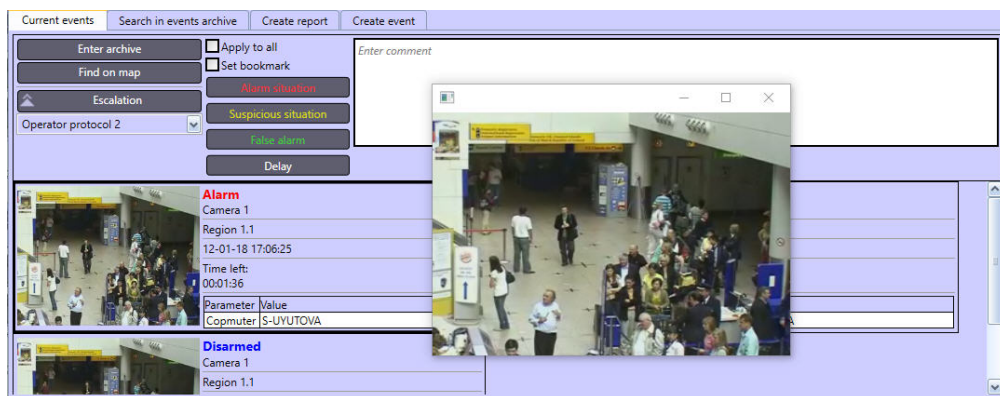 Current events Search in events archive Create report Create event
Enter archive
Find on map
Escalation
Operator protocol 2
Apply to all
Set bookmark
Alarm situation
Suspicious situation
False alarm
Delay
Enter comment
Alarm
Camera 1
Region 1.1
12-01-18 17:06:25
Time left:
00:01:36
Parameter Value
Copmuter S-UYUTOVA
Disarmed
Camera 1
Region 1.1